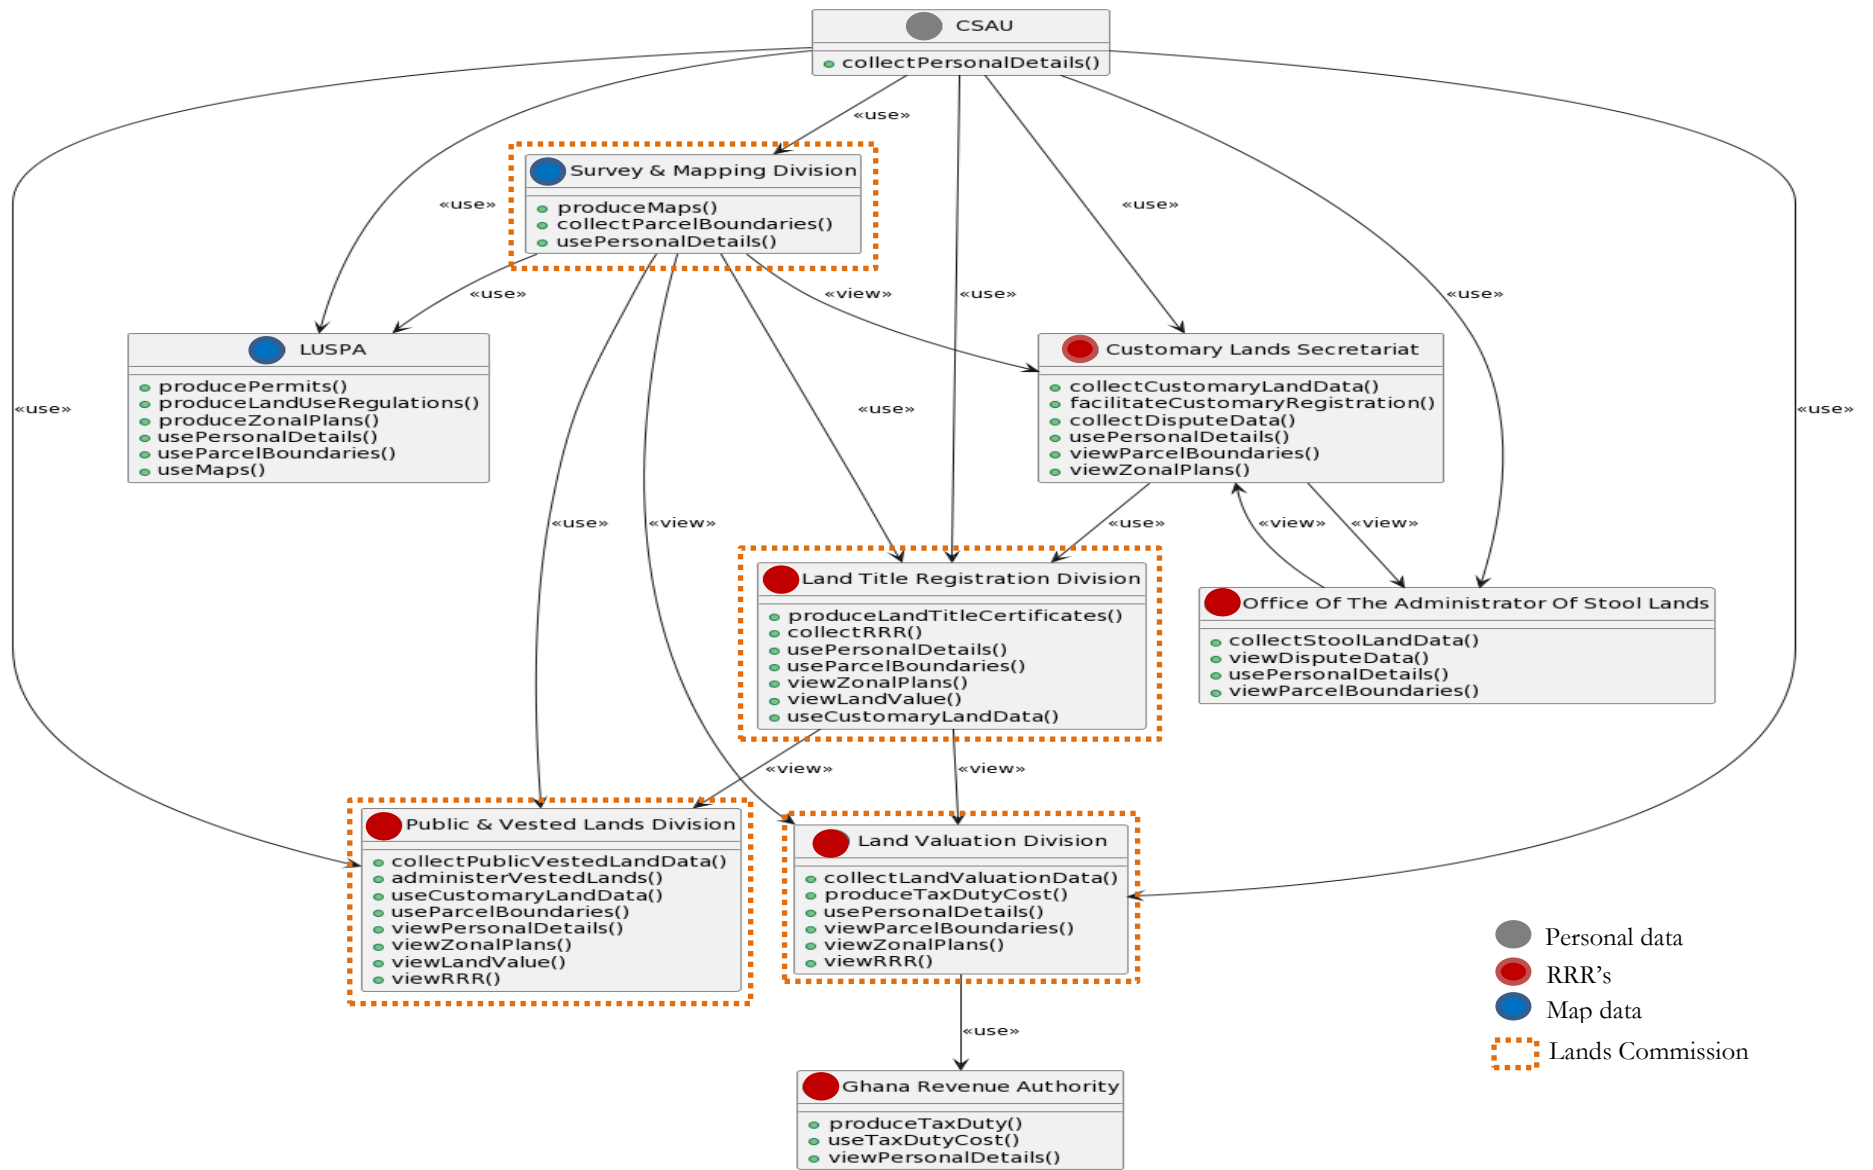 CSAU
collectPersonalDetails()
«use»
Survey & Mapping Division
produceMaps()
collectParcelBoundaries()
usePersonalDetails()
«use»
«use»
«use»
«view»
«use»
«use»
LUSPA
producePermits()
produceLandUseRegulations()
produceZonalPlans()
usePersonalDetails()
useParcelBoundaries()
useMaps()
Customary Lands Secretariat
collectCustomaryLandData()
facilitateCustomaryRegistration()
collectDisputeData()
usePersonalDetails()
viewParcelBoundaries()
viewZonalPlans()
«use»
«use»
«use»
«use»
«view»
«use»
«view»
«view»
Land Title Registration Division
produceLandTitleCertificates()
collectRRR()
usePersonalDetails()
useParcelBoundaries()
viewZonalPlans()
viewLandValue()
useCustomaryLandData()
Office Of The Administrator Of Stool Lands
collectStoolLandData()
viewDisputeData()
usePersonalDetails()
viewParcelBoundaries()
«view»
«view»
Public & Vested Lands Division
collectPublicVestedLandData()
administerVestedLands()
useCustomaryLandData()
useParcelBoundaries()
viewPersonalDetails()
viewZonalPlans()
viewLandValue()
viewRRR()
Land Valuation Division
collectLandValuationData()
produceTaxDutyCost()
usePersonalDetails()
viewParcelBoundaries()
viewZonalPlans()
viewRRR()
«use»
Ghana Revenue Authority
produceTaxDuty()
useTaxDutyCost()
viewPersonalDetails()
Personal data
RRR's
Map data
Lands Commission